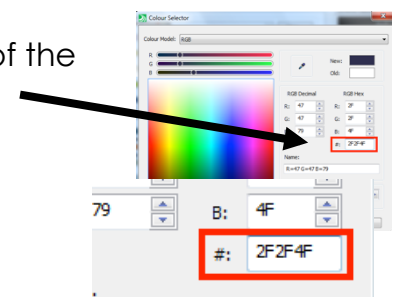 Colour Selector
Colour Model: RGB
of the
R
G
B
New:
Old:
RGB Decimal RGB Hex
R: 47 R: 2F
G: 47 G: 2F
79 B: 4F
#: 2F2F4F
Name:
R=47 G=47 B=79
79 B: 4F
#: 2F2F4F